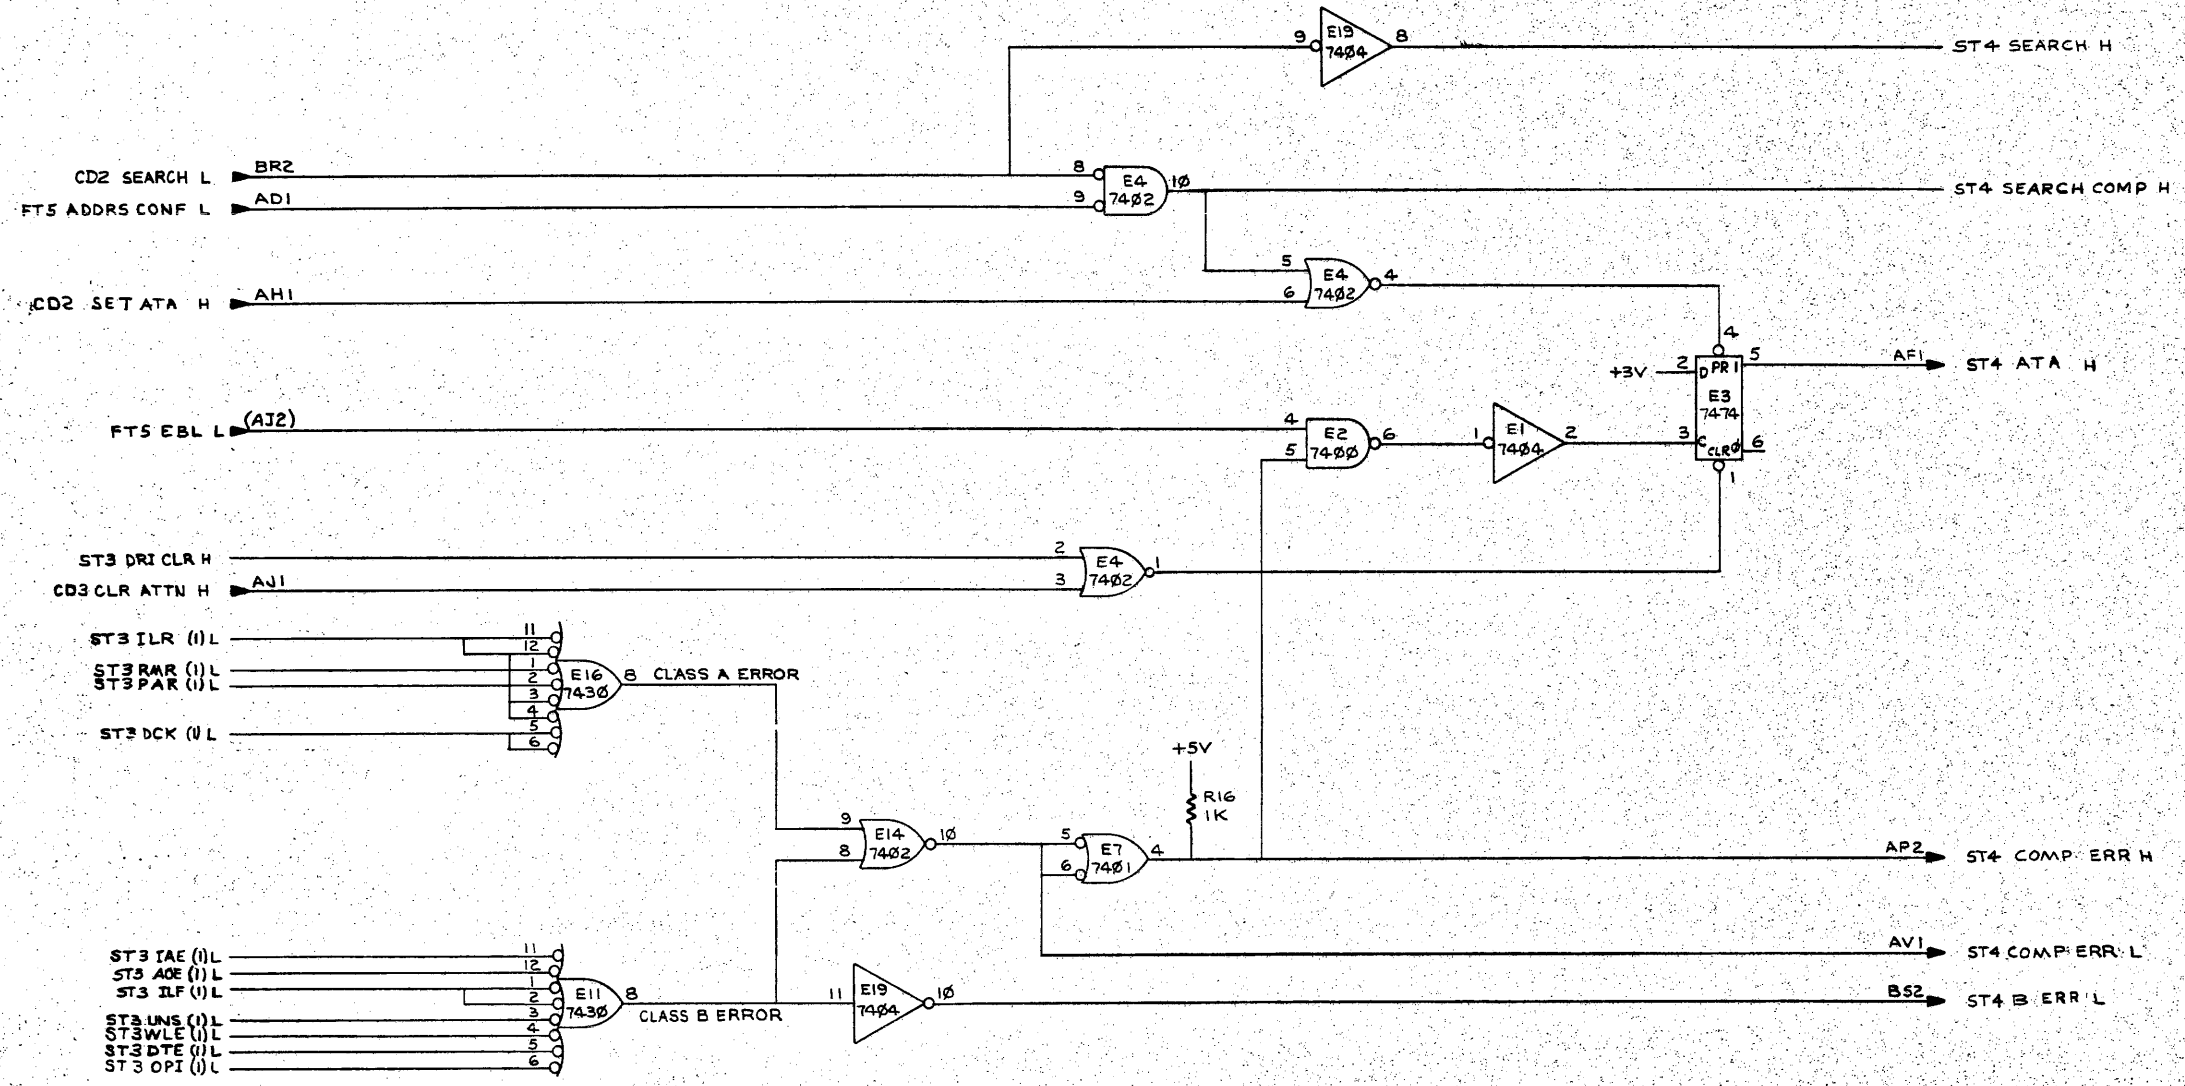 9 E19 8
7404
ST4 SEARCH H
CD2 SEARCH L BR2 8
E4 10
7402
ST4 SEARCH COMP H
FT5 ADDRS CONF L AD1 9
5 E4 4
7402
CD2 SET ATA H AH1 6
4
+3V 2 D PR 1 5 AF1 ST4 ATA H
E3
7474
3 C CLR 0 6
1
FT5 EBL L (AJ2) 4
E2 6
7400
5
1 E1 2
7404
ST3 DRI CLR H 2
E4 1
7402
CD3 CLR ATTN H AJ1 3
ST3 ILR (1) L 11
12
ST3 RMR (1) L 1
ST3 PAR (1) L 2
3
4
ST3 DCK (1) L 5
6
E16 8 CLASS A ERROR
7430
+5V
R16
1K
9 E14 10
8 7402
5 E7 4
6 7401
AP2 ST4 COMP ERR H
AV1 ST4 COMP ERR L
ST3 IAE (1) L 11
ST3 AOE (1) L 12
ST3 ILF (1) L 1
2
ST3 UNS (1) L 3
ST3 WLE (1) L 4
ST3 DTE (1) L 5
ST3 OPI (1) L 6
E11 8
7430
CLASS B ERROR
11 E19 10
7404
BS2 ST4 B ERR L